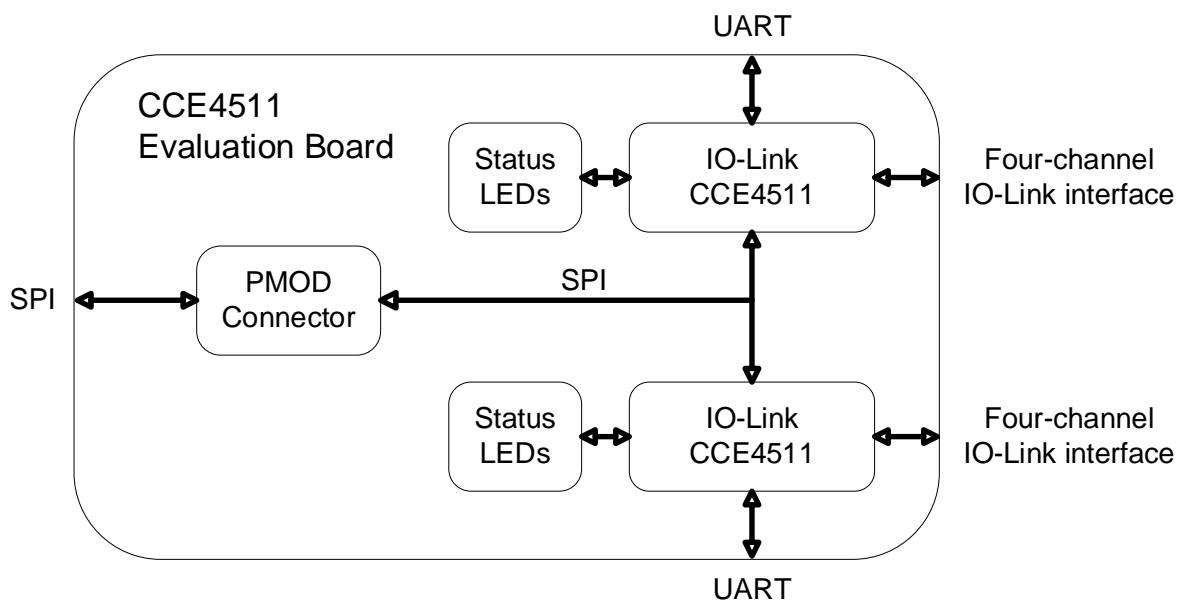 UART
CCE4511
Evaluation Board
Status
LEDs
IO-Link
CCE4511
Four-channel
IO-Link interface
SPI
PMOD
Connector
SPI
Status
LEDs
IO-Link
CCE4511
Four-channel
IO-Link interface
UART